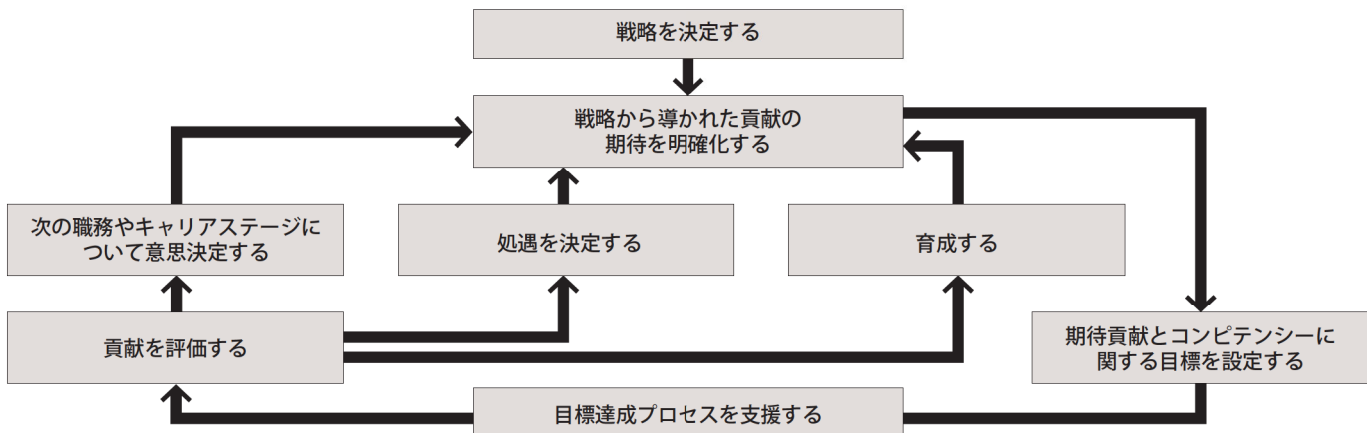 戦略を決定する
戦略から導かれた貢献の
期待を明確化する
次の職務やキャリアステージに
ついて意思決定する
処遇を決定する
育成する
貢献を評価する
期待貢献とコンピテンシーに
関する目標を設定する
目標達成プロセスを支援する